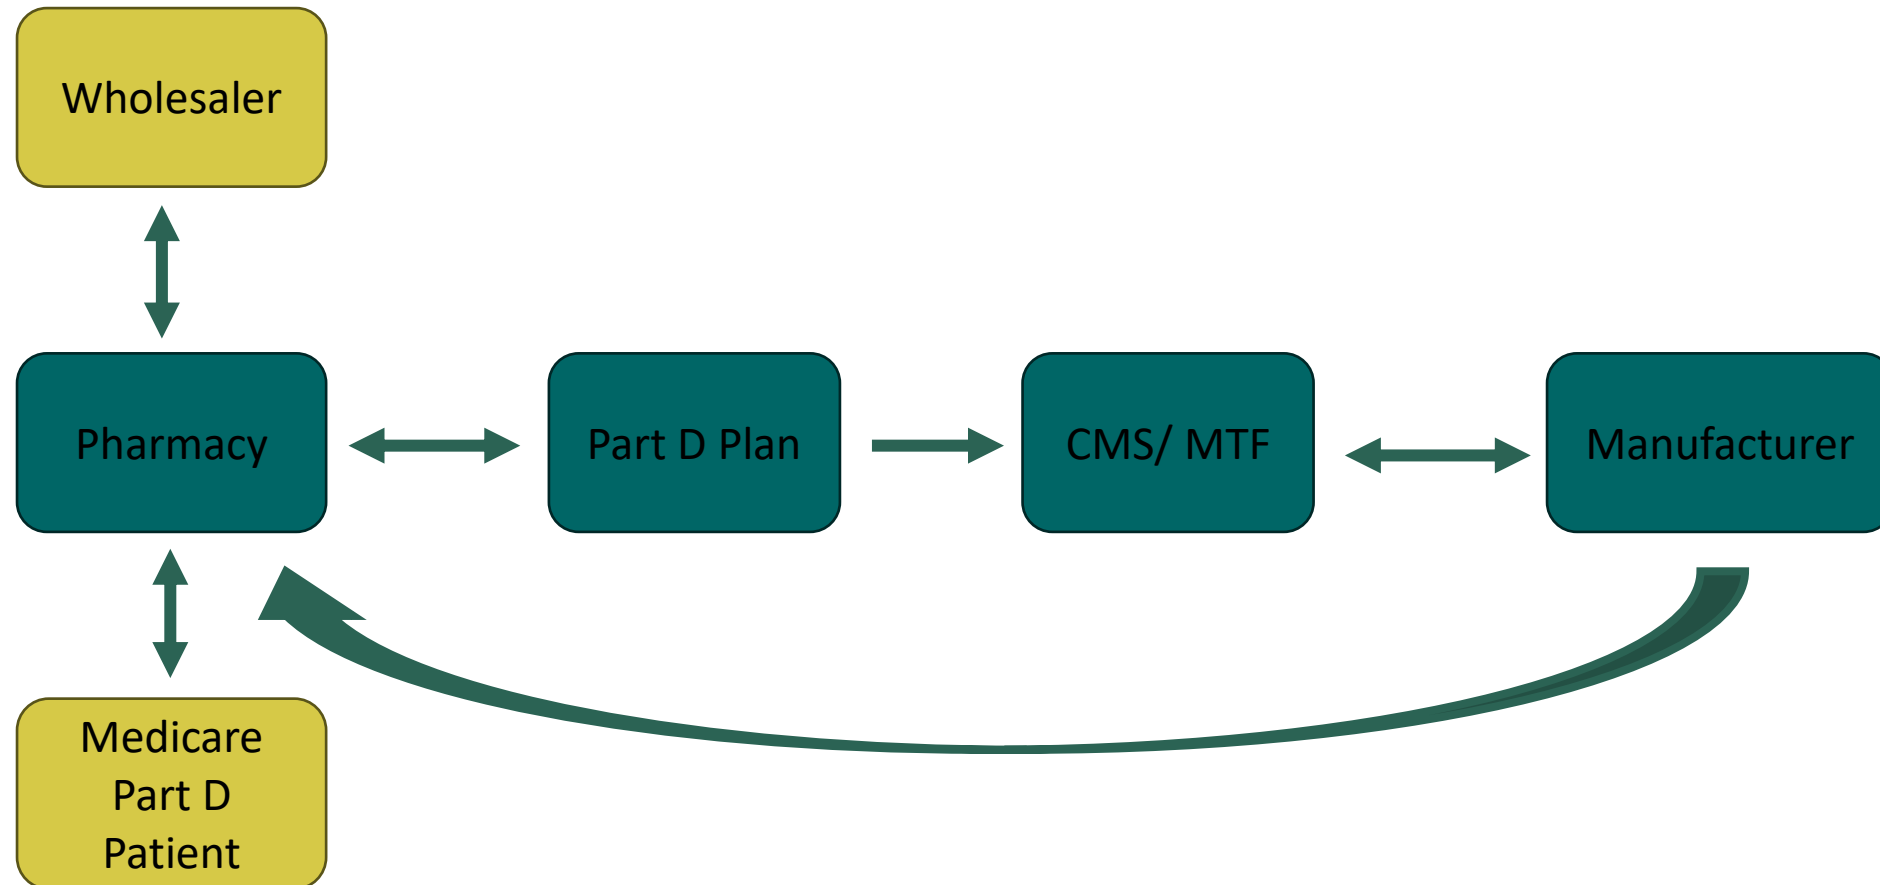 Wholesaler
Pharmacy
Part D Plan
CMS/ MTF
Manufacturer
Medicare
Part D
Patient